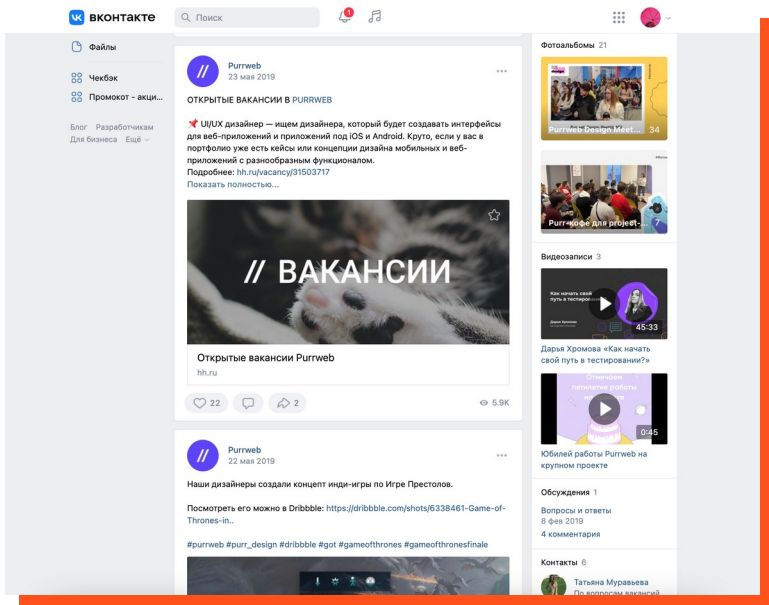 вконтакте
Поиск
1
Файлы
Чекбэк
Промокот - акци...
Блог Разработчикам
Для бизнеса Ещё
Purrweb
23 мая 2019
ОТКРЫТЫЕ ВАКАНСИИ В PURRWEB
📌 UI/UX дизайнер — ищем дизайнера, который будет создавать интерфейсы
для веб-приложений и приложений под iOS и Android. Круто, если у вас в
портфолио уже есть кейсы или концепции дизайна мобильных и веб-
приложений с разнообразным функционалом.
Подробнее: hh.ru/vacancy/31503717
Показать полностью...
// ВАКАНСИИ
Открытые вакансии Purrweb
hh.ru
22
2
5.9K
Purrweb
22 мая 2019
Наши дизайнеры создали концепт инди-игры по Игре Престолов.
Посмотреть его можно в Dribbble: https://dribbble.com/shots/6338461-Game-of-
Thrones-in..
#purrweb #purr_design #dribbble #got #gameofthrones #gameofthronesfinale
Фотоальбомы 21
Purrweb Design Meet... 34
Purr-кофе для project-... 7
Видеозаписи 3
Как начать свой
путь в тестировании?
Дарья Хромова
45:33
Дарья Хромова «Как начать
свой путь в тестировании?»
Отмечаем
пятилетие работы
0:45
Юбилей работы Purrweb на
крупном проекте
Обсуждения 1
Вопросы и ответы
8 фев 2019
4 комментария
Контакты 6
Татьяна Муравьева
По вопросам вакансий